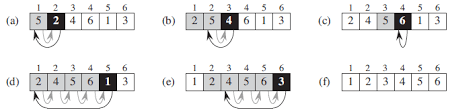 1 2 3 4 5 6
(a) 5 2 4 6 1 3
1 2 3 4 5 6
(b) 2 5 4 6 1 3
1 2 3 4 5 6
(c) 2 4 5 6 1 3
1 2 3 4 5 6
(d) 2 4 5 6 1 3
1 2 3 4 5 6
(e) 1 2 4 5 6 3
1 2 3 4 5 6
(f) 1 2 3 4 5 6